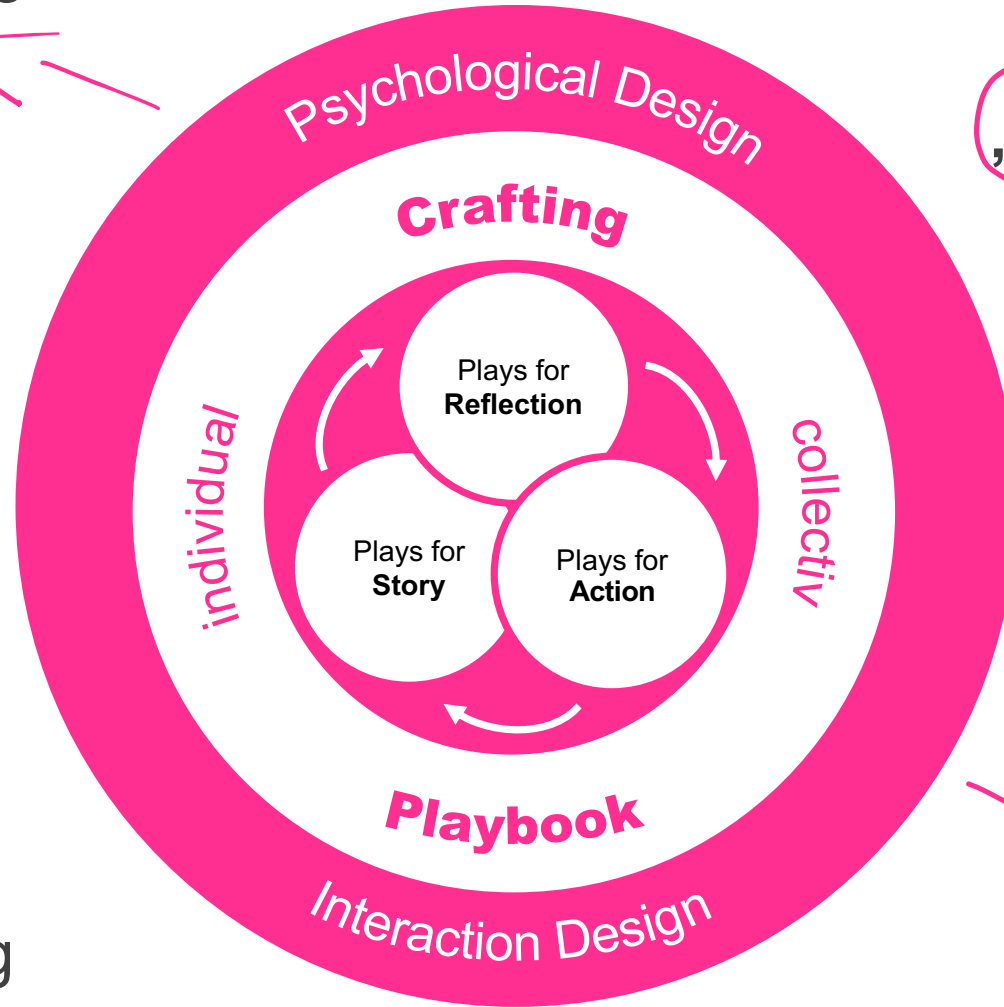 Psychological Design
,
Crafting
Plays for
Reflection
individual
collectiv
Plays for
Story
Plays for
Action
Playbook
Interaction Design
g